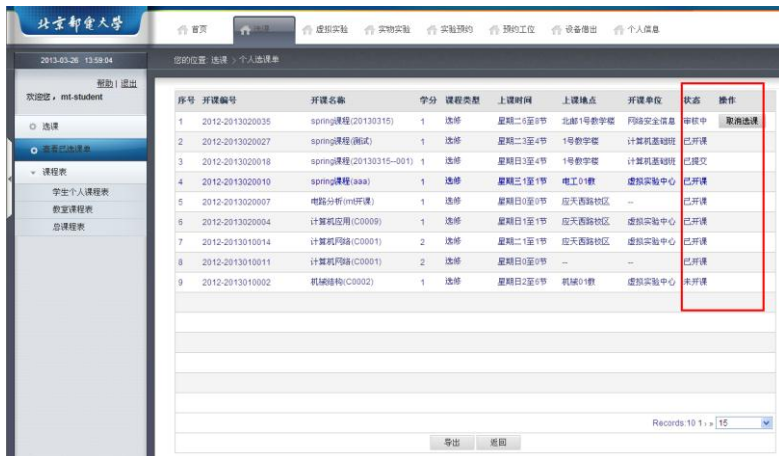 北京邮电大学
首页
选课
虚拟实验
实物实验
实验预约
预约工位
设备借出
个人信息
2013-03-26 13:59:04
您的位置: 选课 > 个人选课单
帮助 | 退出
欢迎您，mt-student
选课
查看已选课单
课程表
学生个人课程表
教室课程表
总课程表
序号 开课编号 开课名称 学分 课程类型 上课时间 上课地点 开课单位 状态 操作
1 2012-2013020035 spring课程(20130315) 1 选修 星期二6至8节 北邮1号教学楼 网络安全信息 审核中 取消选课
2 2012-2013020027 spring课程(测试) 1 选修 星期二3至4节 1号教学楼 计算机基础班 已开课
3 2012-2013020018 spring课程(20130315--001) 1 选修 星期日3至4节 1号教学楼 计算机基础班 已提交
4 2012-2013020010 spring课程(aaa) 1 选修 星期三1至1节 电工01教 虚拟实验中心 已开课
5 2012-2013020007 电路分析(mt开课) 1 选修 星期日0至0节 应天西路校区 -- 已开课
6 2012-2013020004 计算机应用(C0009) 1 选修 星期日1至1节 应天西路校区 虚拟实验中心 已开课
7 2012-2013010014 计算机网络(C0001) 2 选修 星期二1至1节 应天西路校区 虚拟实验中心 已开课
8 2012-2013010011 计算机网络(C0001) 2 选修 星期日0至0节 -- -- 已开课
9 2012-2013010002 机械结构(C0002) 1 选修 星期日2至6节 机械01教 虚拟实验中心 未开课
Records:10 1 » 15
导出 返回